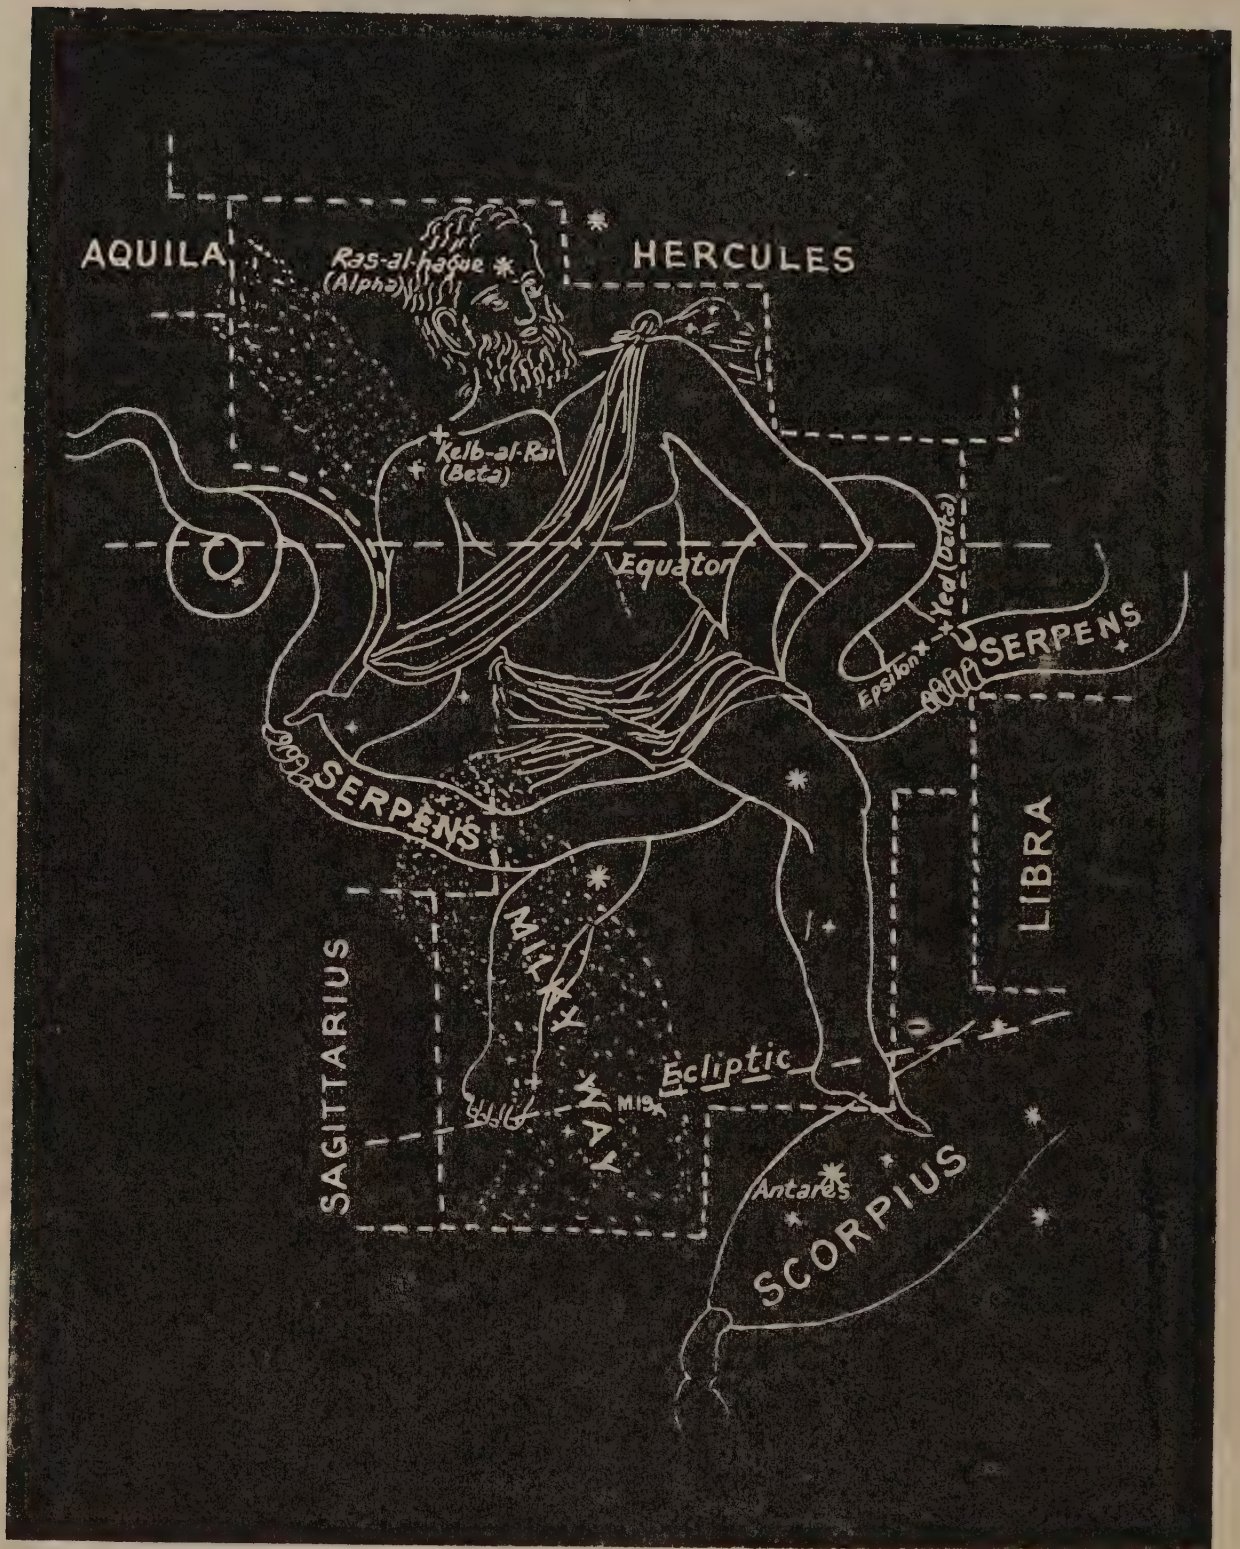 AQUILA
HERCULES
Ras-al-hague
(Alpha)
Kelb-al-Rai
(Beta)
Equator
Yed (Delta)
Epsilon
SERPENS
SERPENS
LIBRA
MILKY WAY
SAGITTARIUS
Ecliptic
M.19
Antares
SCORPIUS